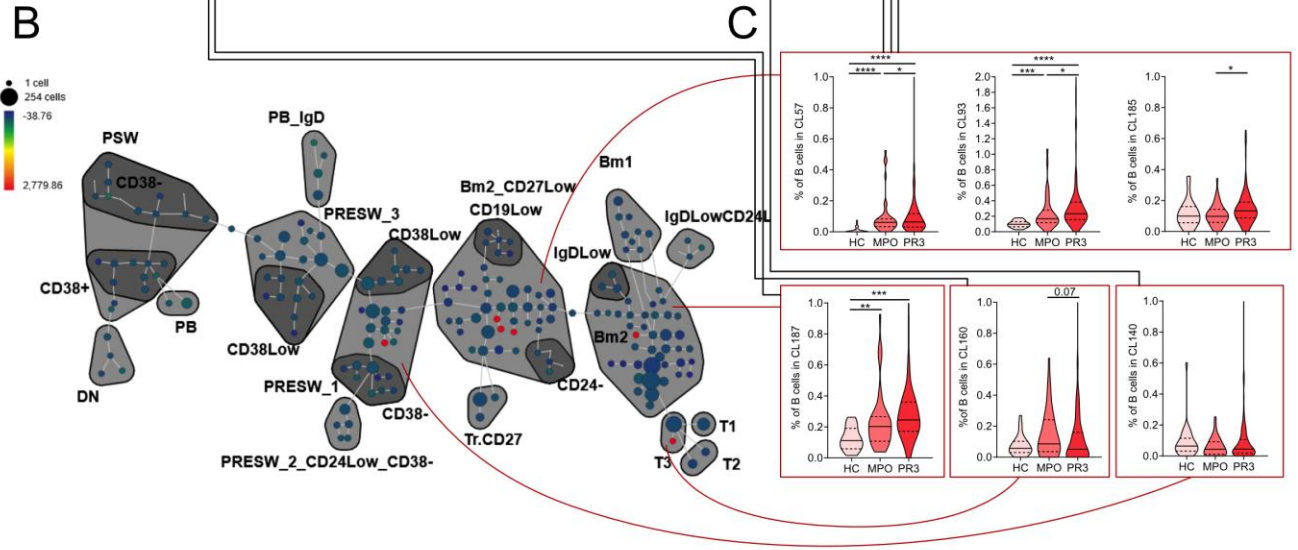 B
1 cell
254 cells
-38.76
2,779.86
PSW
CD38-
CD38+
PB
DN
PB_IgD
PRESW_3
CD38Low
CD38Low
PRESW_1
CD38-
PRESW_2_CD24Low_CD38-
Bm2_CD27Low
CD19Low
CD24-
Tr.CD27
Bm1
IgDLowCD24L
IgDLow
Bm2
T1
T2
T3
C
% of B cells in CL57
1.0
0.8
0.6
0.4
0.2
0.0
****
**** *
HC MPO PR3
% of B cells in CL93
2.0
1.8
1.6
1.4
1.2
1.0
0.8
0.6
0.4
0.2
0.0
****
*** *
HC MPO PR3
% of B cells in CL185
1.0
0.8
0.6
0.4
0.2
0.0
*
HC MPO PR3
% of B cells in CL187
1.0
0.8
0.6
0.4
0.2
0.0
***
**
HC MPO PR3
%of B cells in CL160
1.0
0.8
0.6
0.4
0.2
0.0
0.07
HC MPO PR3
% of B cells in CL140
1.0
0.8
0.6
0.4
0.2
0.0
HC MPO PR3